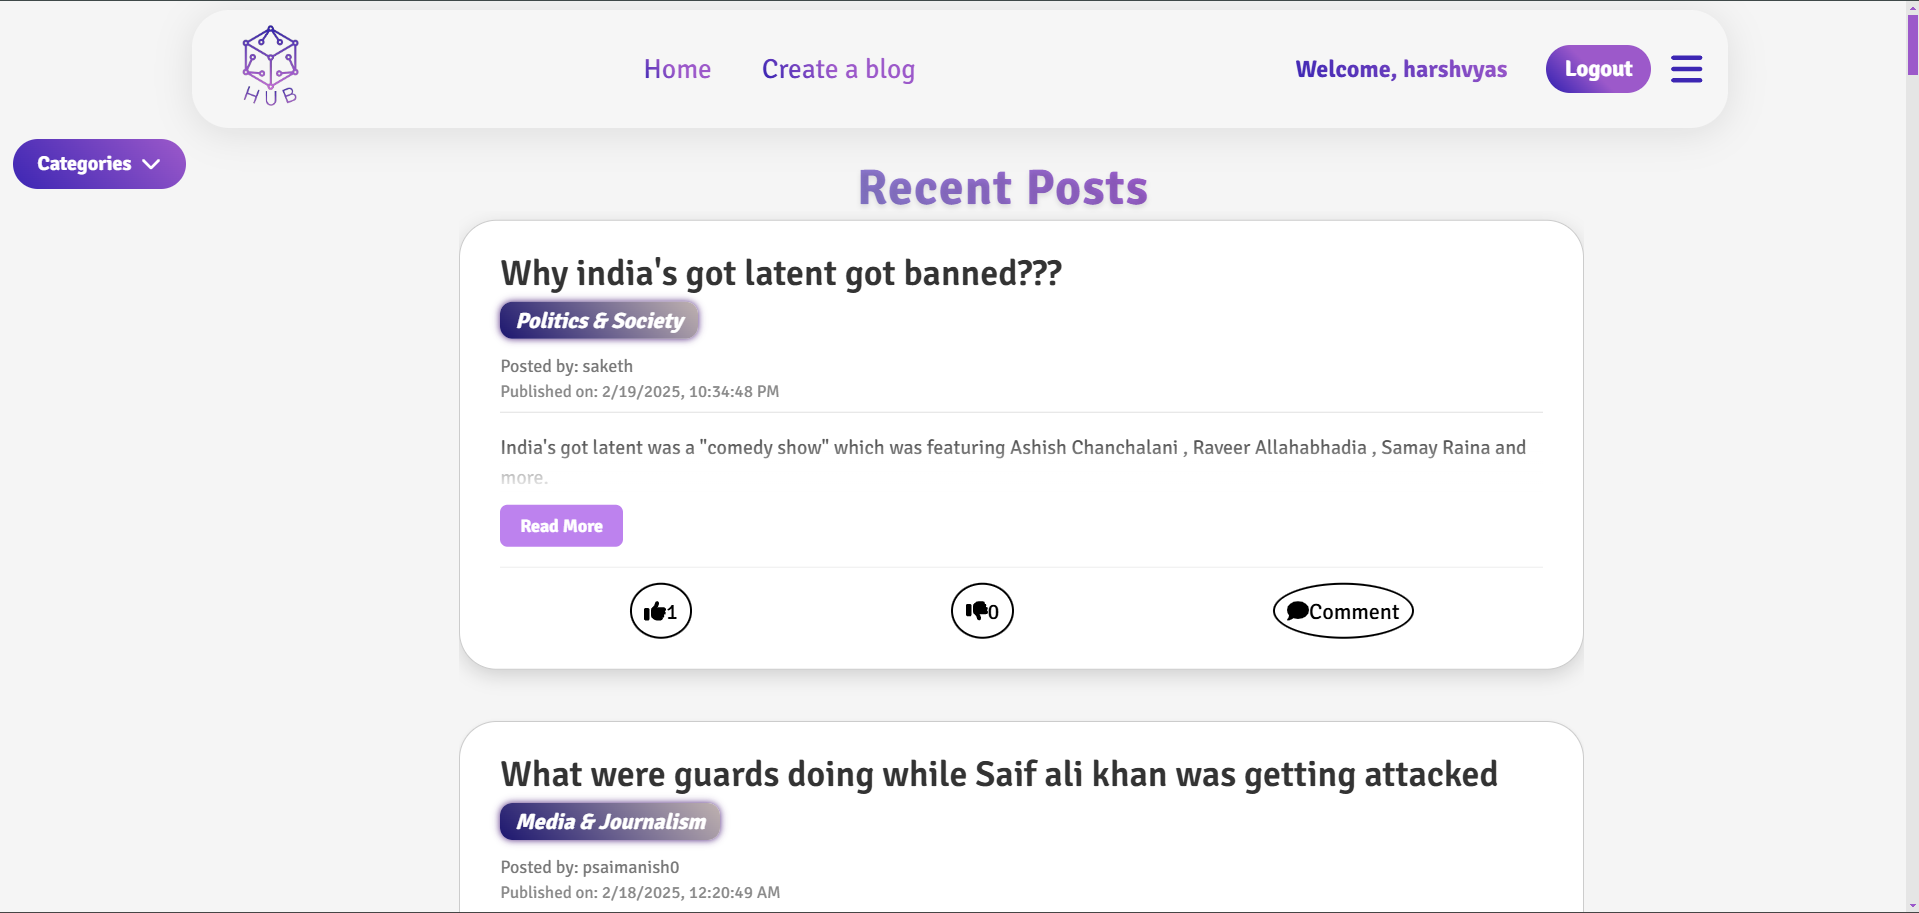 HUB
Home
Create a blog
Welcome, harshvyas
Logout
Categories
Recent Posts
Why india's got latent got banned???
Politics & Society
Posted by: saketh
Published on: 2/19/2025, 10:34:48 PM
India's got latent was a "comedy show" which was featuring Ashish Chanchalani , Raveer Allahabhadia , Samay Raina and
more.
Read More
1
0
Comment
What were guards doing while Saif ali khan was getting attacked
Media & Journalism
Posted by: psaimanish0
Published on: 2/18/2025, 12:20:49 AM